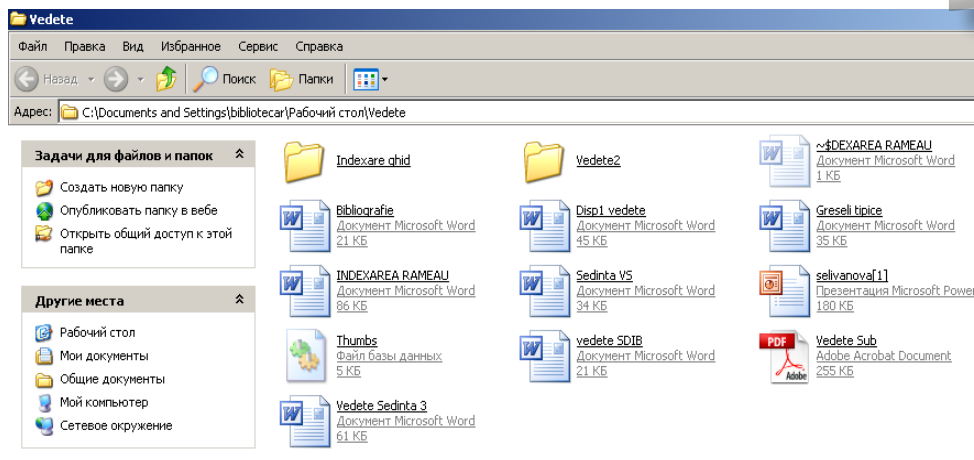 Vedete
Файл Правка Вид Избранное Сервис Справка
Назад Поиск Папки
Адрес: C:\Documents and Settings\bibliotecar\Рабочий стол\Vedete
Задачи для файлов и папок
Создать новую папку
Опубликовать папку в вебе
Открыть общий доступ к этой
папке
Другие места
Рабочий стол
Мои документы
Общие документы
Мой компьютер
Сетевое окружение
Indexare ghid
Vedete2
~$DEXAREA RAMEAU
Документ Microsoft Word
1 КБ
Bibliografie
Документ Microsoft Word
21 КБ
Disp1 vedete
Документ Microsoft Word
45 КБ
Greseli tipice
Документ Microsoft Word
35 КБ
INDEXAREA RAMEAU
Документ Microsoft Word
86 КБ
Sedinta VS
Документ Microsoft Word
34 КБ
selivanova[1]
Презентация Microsoft Power
180 КБ
Thumbs
Файл базы данных
5 КБ
vedete SDIB
Документ Microsoft Word
21 КБ
PDF
Adobe
Vedete Sub
Adobe Acrobat Document
255 КБ
Vedete Sedinta 3
Документ Microsoft Word
61 КБ